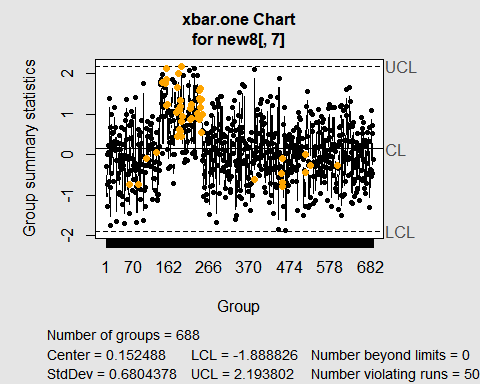 xbar.one Chart
for new8[, 7]
Group summary statistics
2
1
0
-1
-2
UCL
CL
LCL
1 70 162 266 370 474 578 682
Group
Number of groups = 688
Center = 0.152488 LCL = -1.888826 Number beyond limits = 0
StdDev = 0.6804378 UCL = 2.193802 Number violating runs = 50